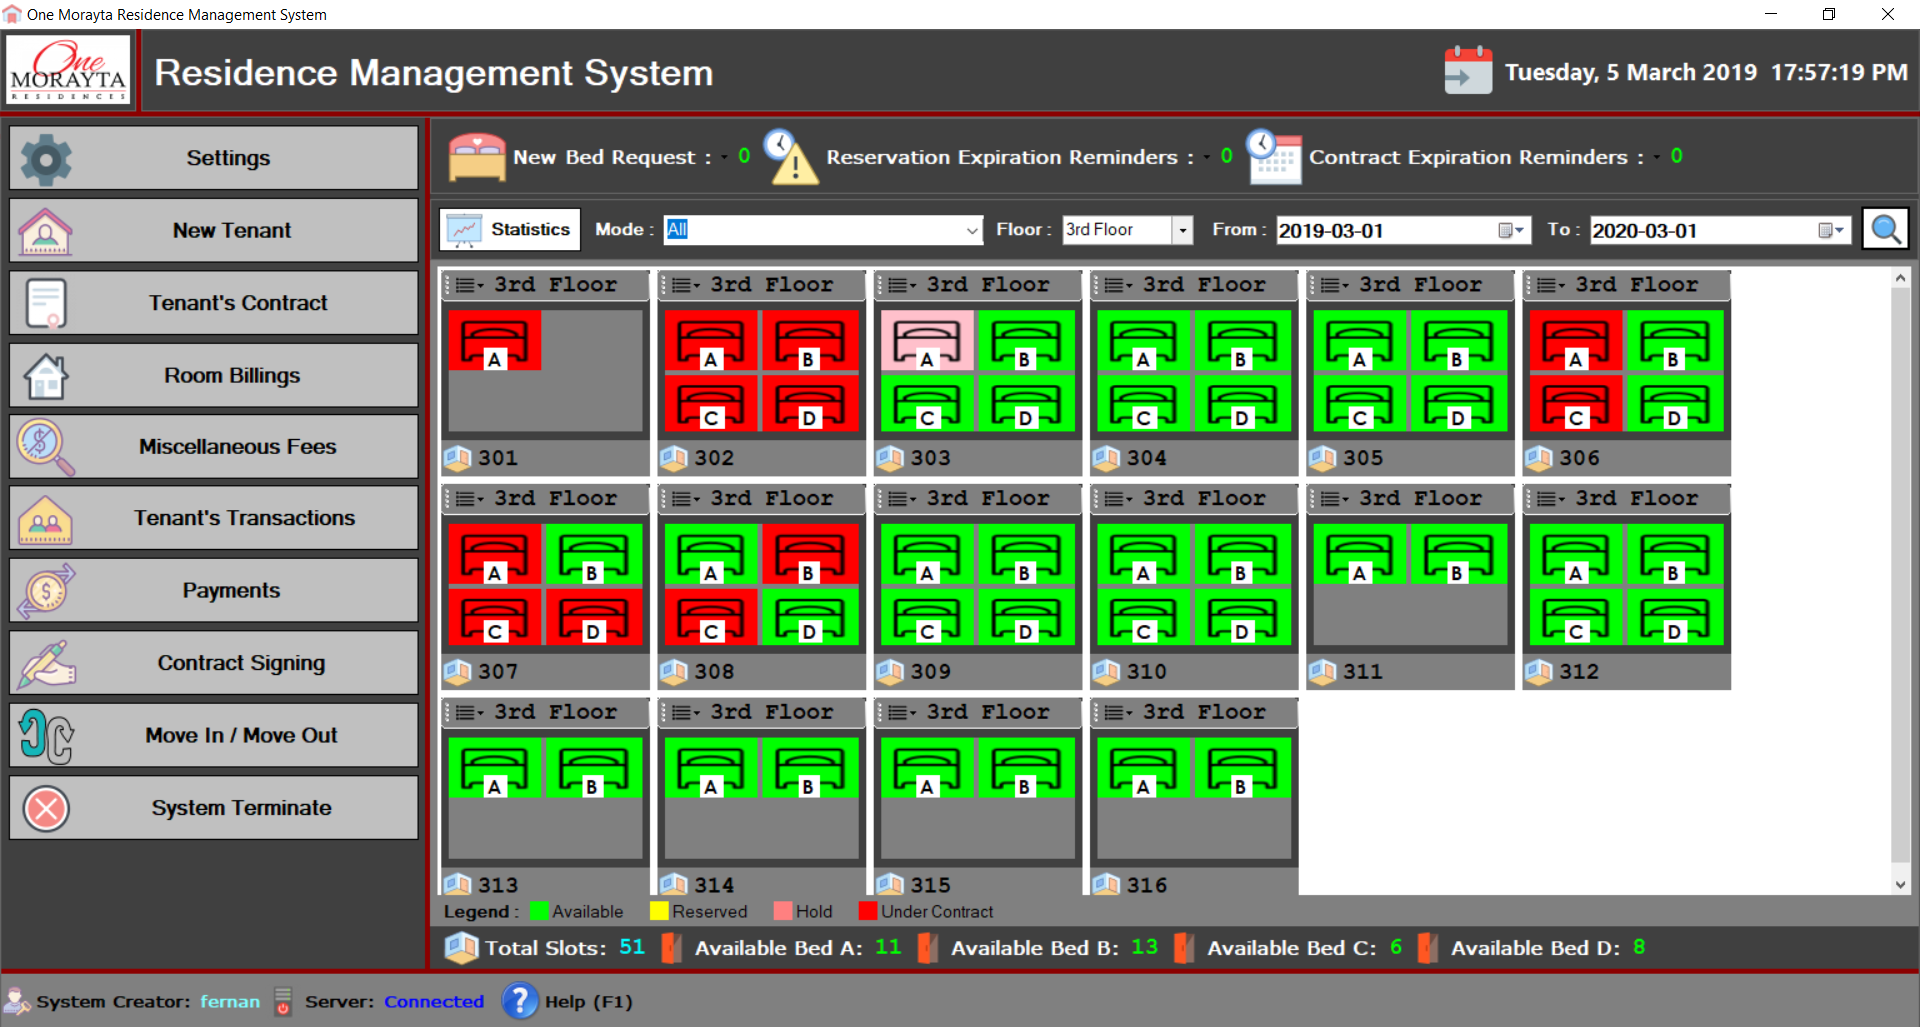 One Morayta Residence Management System
One
MORAYTA
RESIDENCES
Residence Management System
Tuesday, 5 March 2019 17:57:19 PM
Settings
New Tenant
Tenant's Contract
Room Billings
Miscellaneous Fees
Tenant's Transactions
Payments
Contract Signing
Move In / Move Out
System Terminate
New Bed Request : 0 Reservation Expiration Reminders : 0 Contract Expiration Reminders : 0
Statistics Mode : All Floor : 3rd Floor From : 2019-03-01 To : 2020-03-01
3rd Floor 3rd Floor 3rd Floor 3rd Floor 3rd Floor 3rd Floor
A A B A B A B A B A B
C D C D C D C D C D
301 302 303 304 305 306
3rd Floor 3rd Floor 3rd Floor 3rd Floor 3rd Floor 3rd Floor
A B A B A B A B A B A B
C D C D C D C D C D
307 308 309 310 311 312
3rd Floor 3rd Floor 3rd Floor 3rd Floor
A B A B A B A B
313 314 315 316
Legend : Available Reserved Hold Under Contract
Total Slots: 51 Available Bed A: 11 Available Bed B: 13 Available Bed C: 6 Available Bed D: 8
System Creator: fernan Server: Connected ? Help (F1)